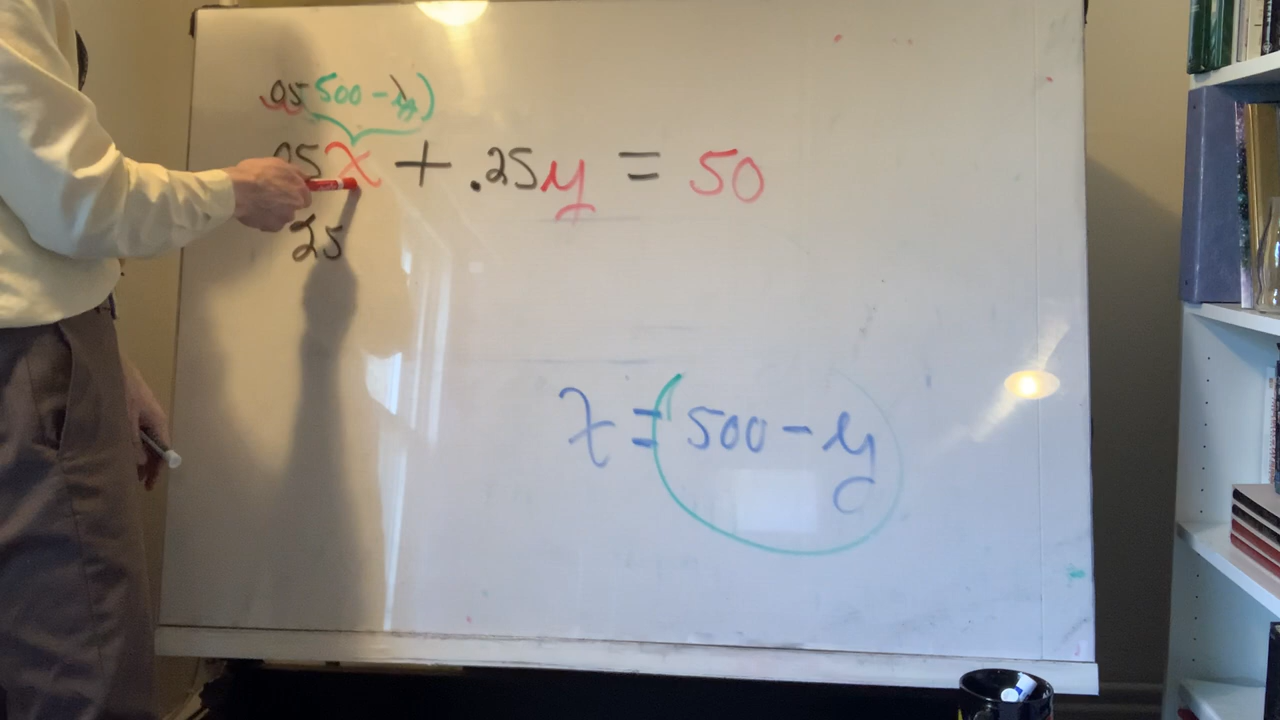 .05(500-y)
05x + .25y = 50
25
x = (500-y